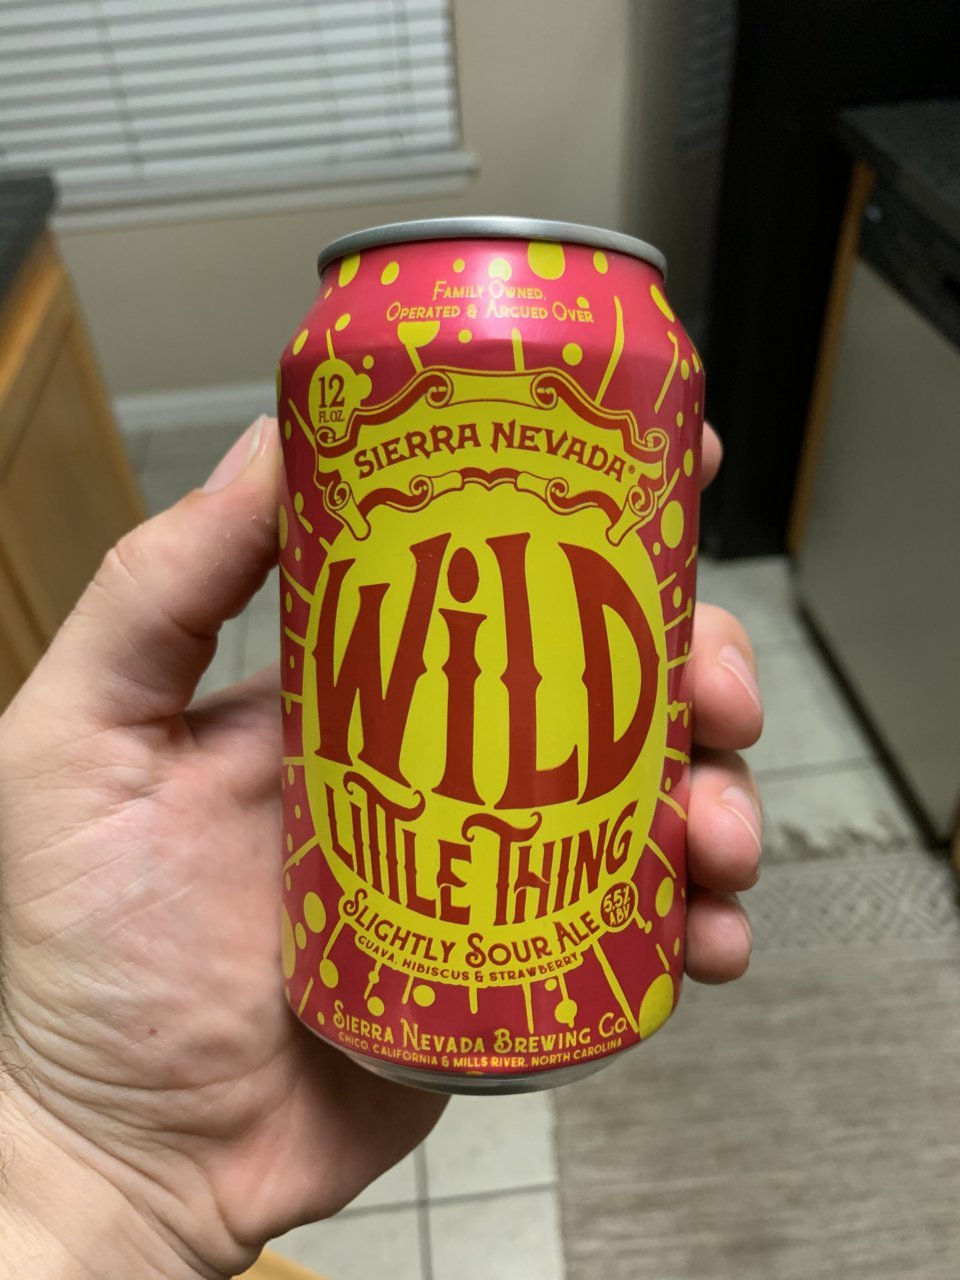 Family Owned,
Operated & Argued Over
12
FL OZ
SIERRA NEVADA®
WiLD
LiTTLE THING
Slightly Sour Ale
5.5%
ABV
GUAVA, HIBISCUS & STRAWBERRY
Sierra Nevada Brewing Co.
CHICO, CALIFORNIA & MILLS RIVER, NORTH CAROLINA